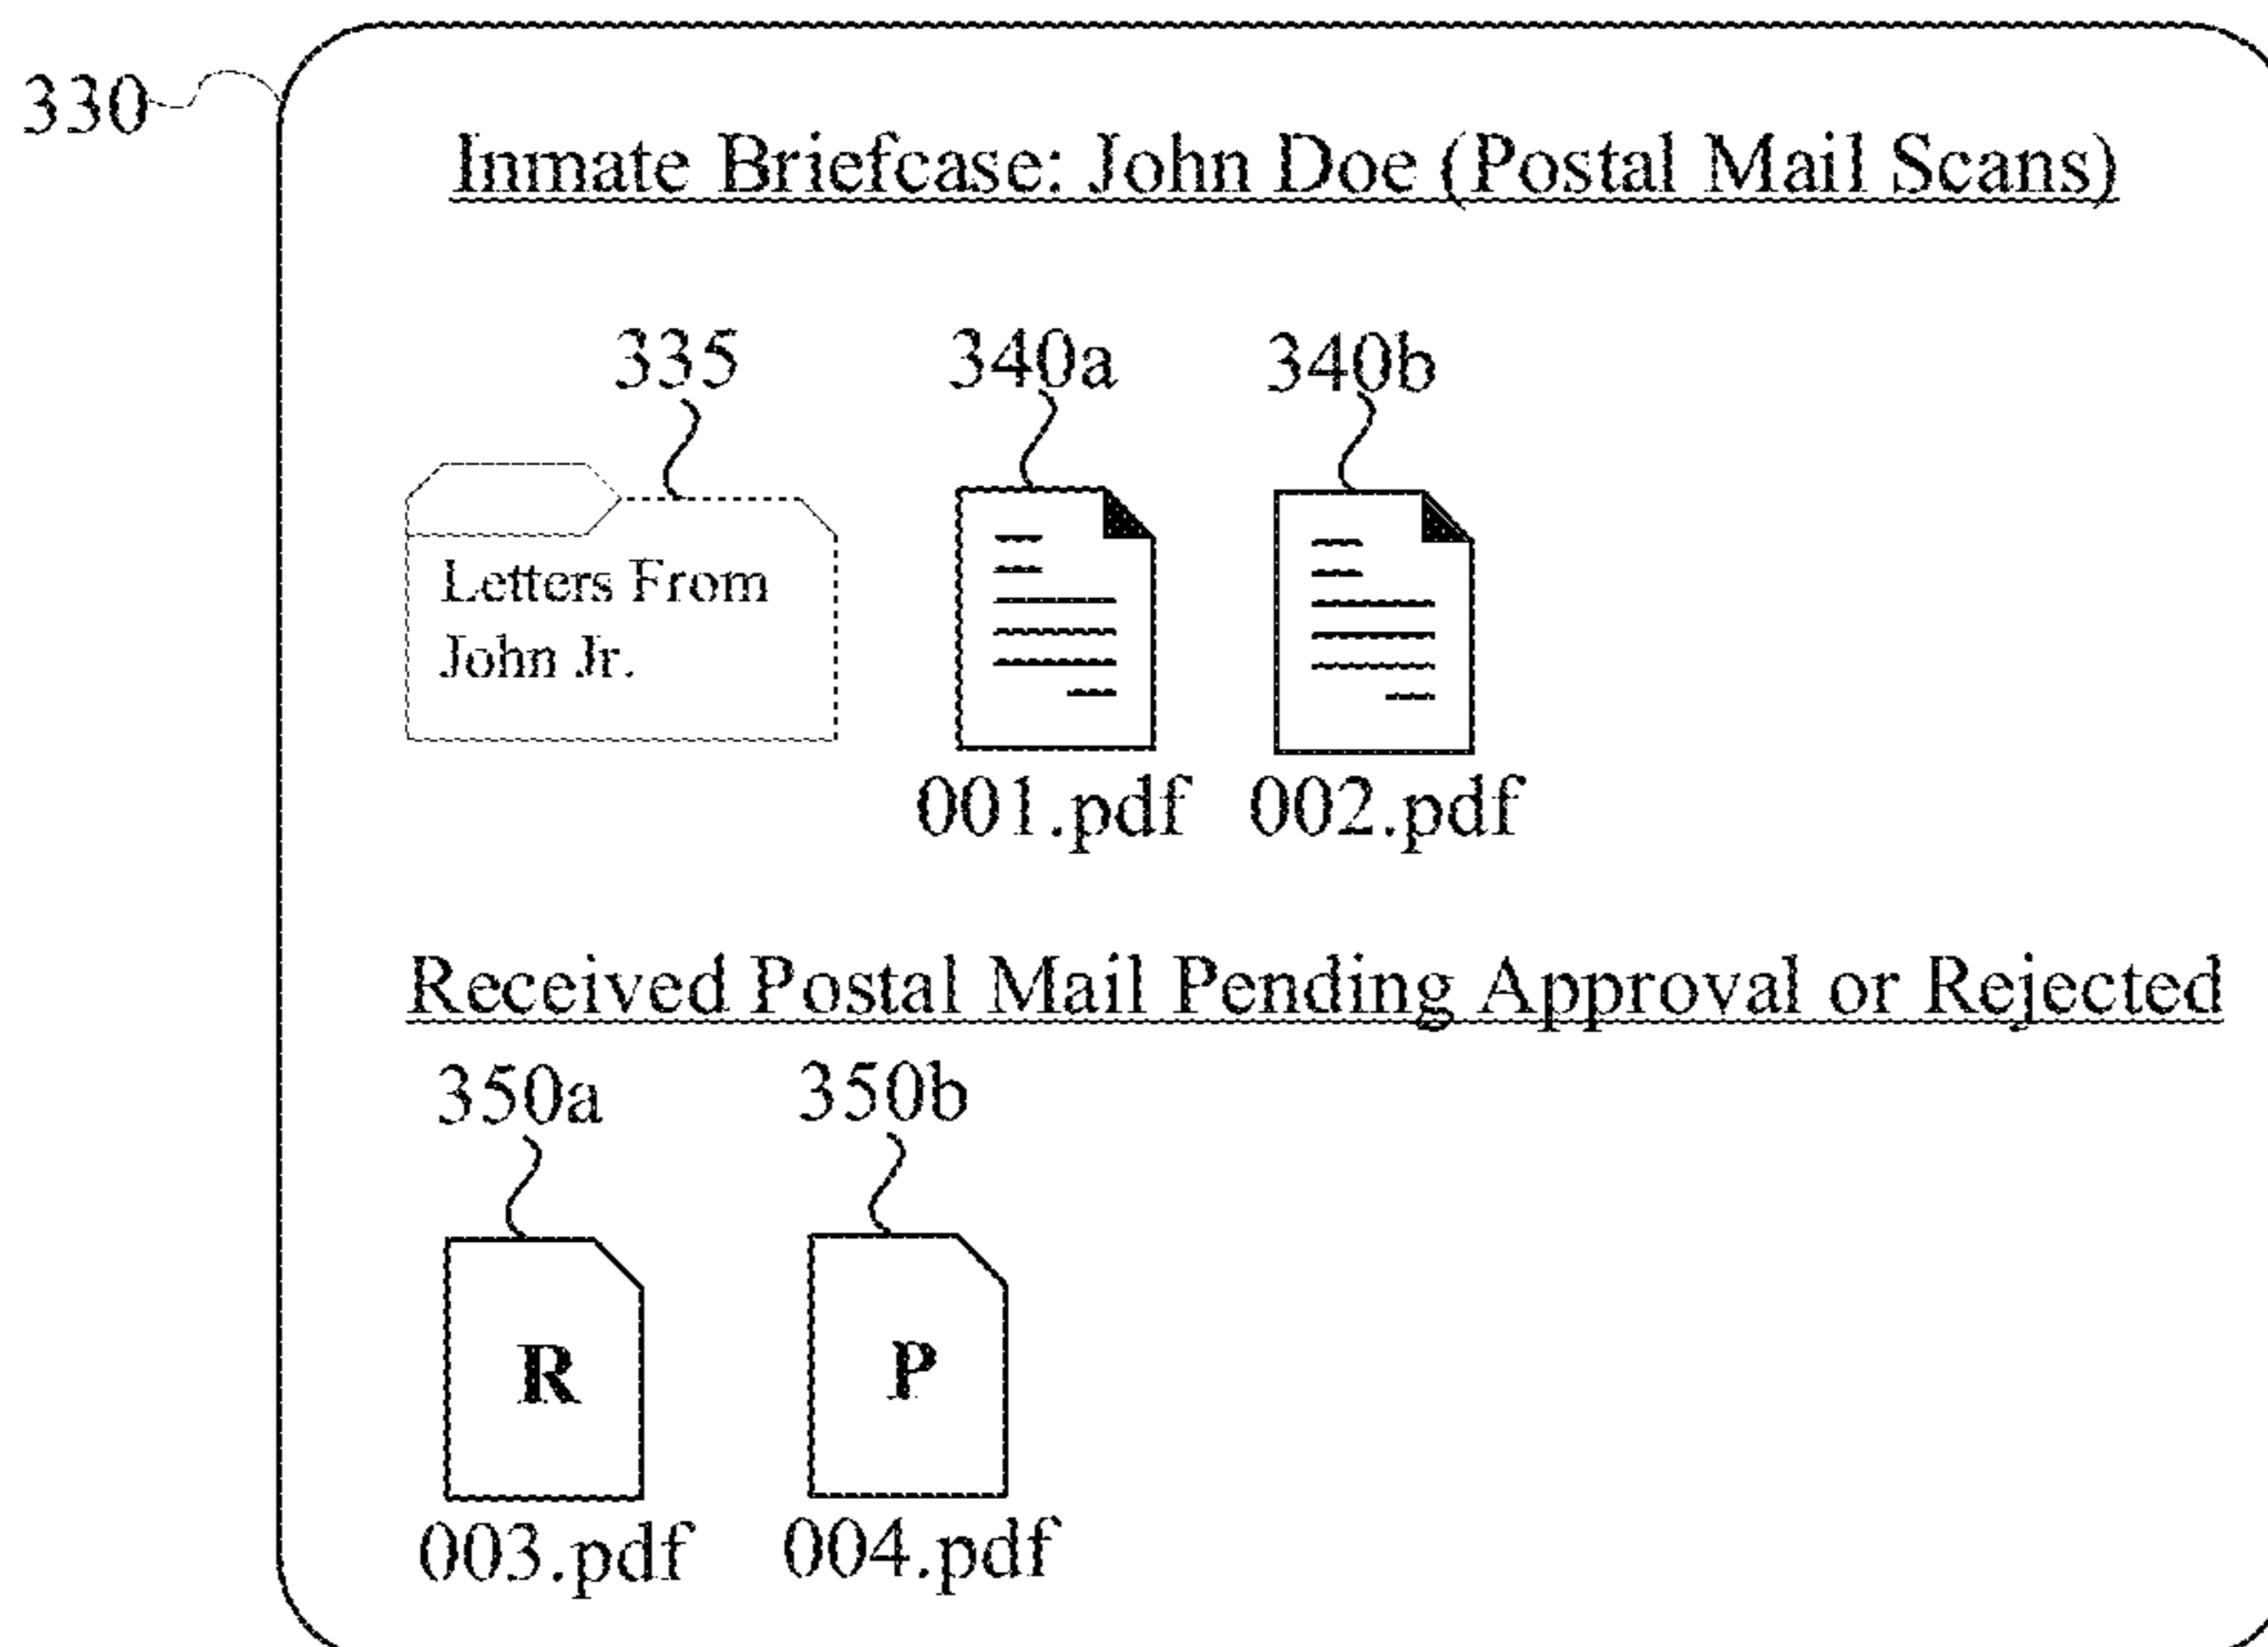 330
Inmate Briefcase: John Doe (Postal Mail Scans)
335 340a 340b
Letters From
John Jr.
001.pdf 002.pdf
Received Postal Mail Pending Approval or Rejected
350a 350b
R P
003.pdf 004.pdf